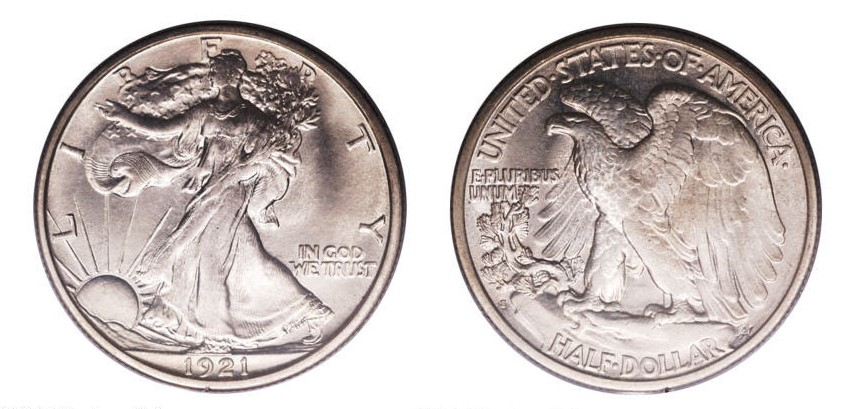 LIBERTY
IN GOD
WE TRUST
1921
UNITED·STATES·OF·AMERICA·
E·PLURIBUS
UNUM
S
HALF·DOLLAR